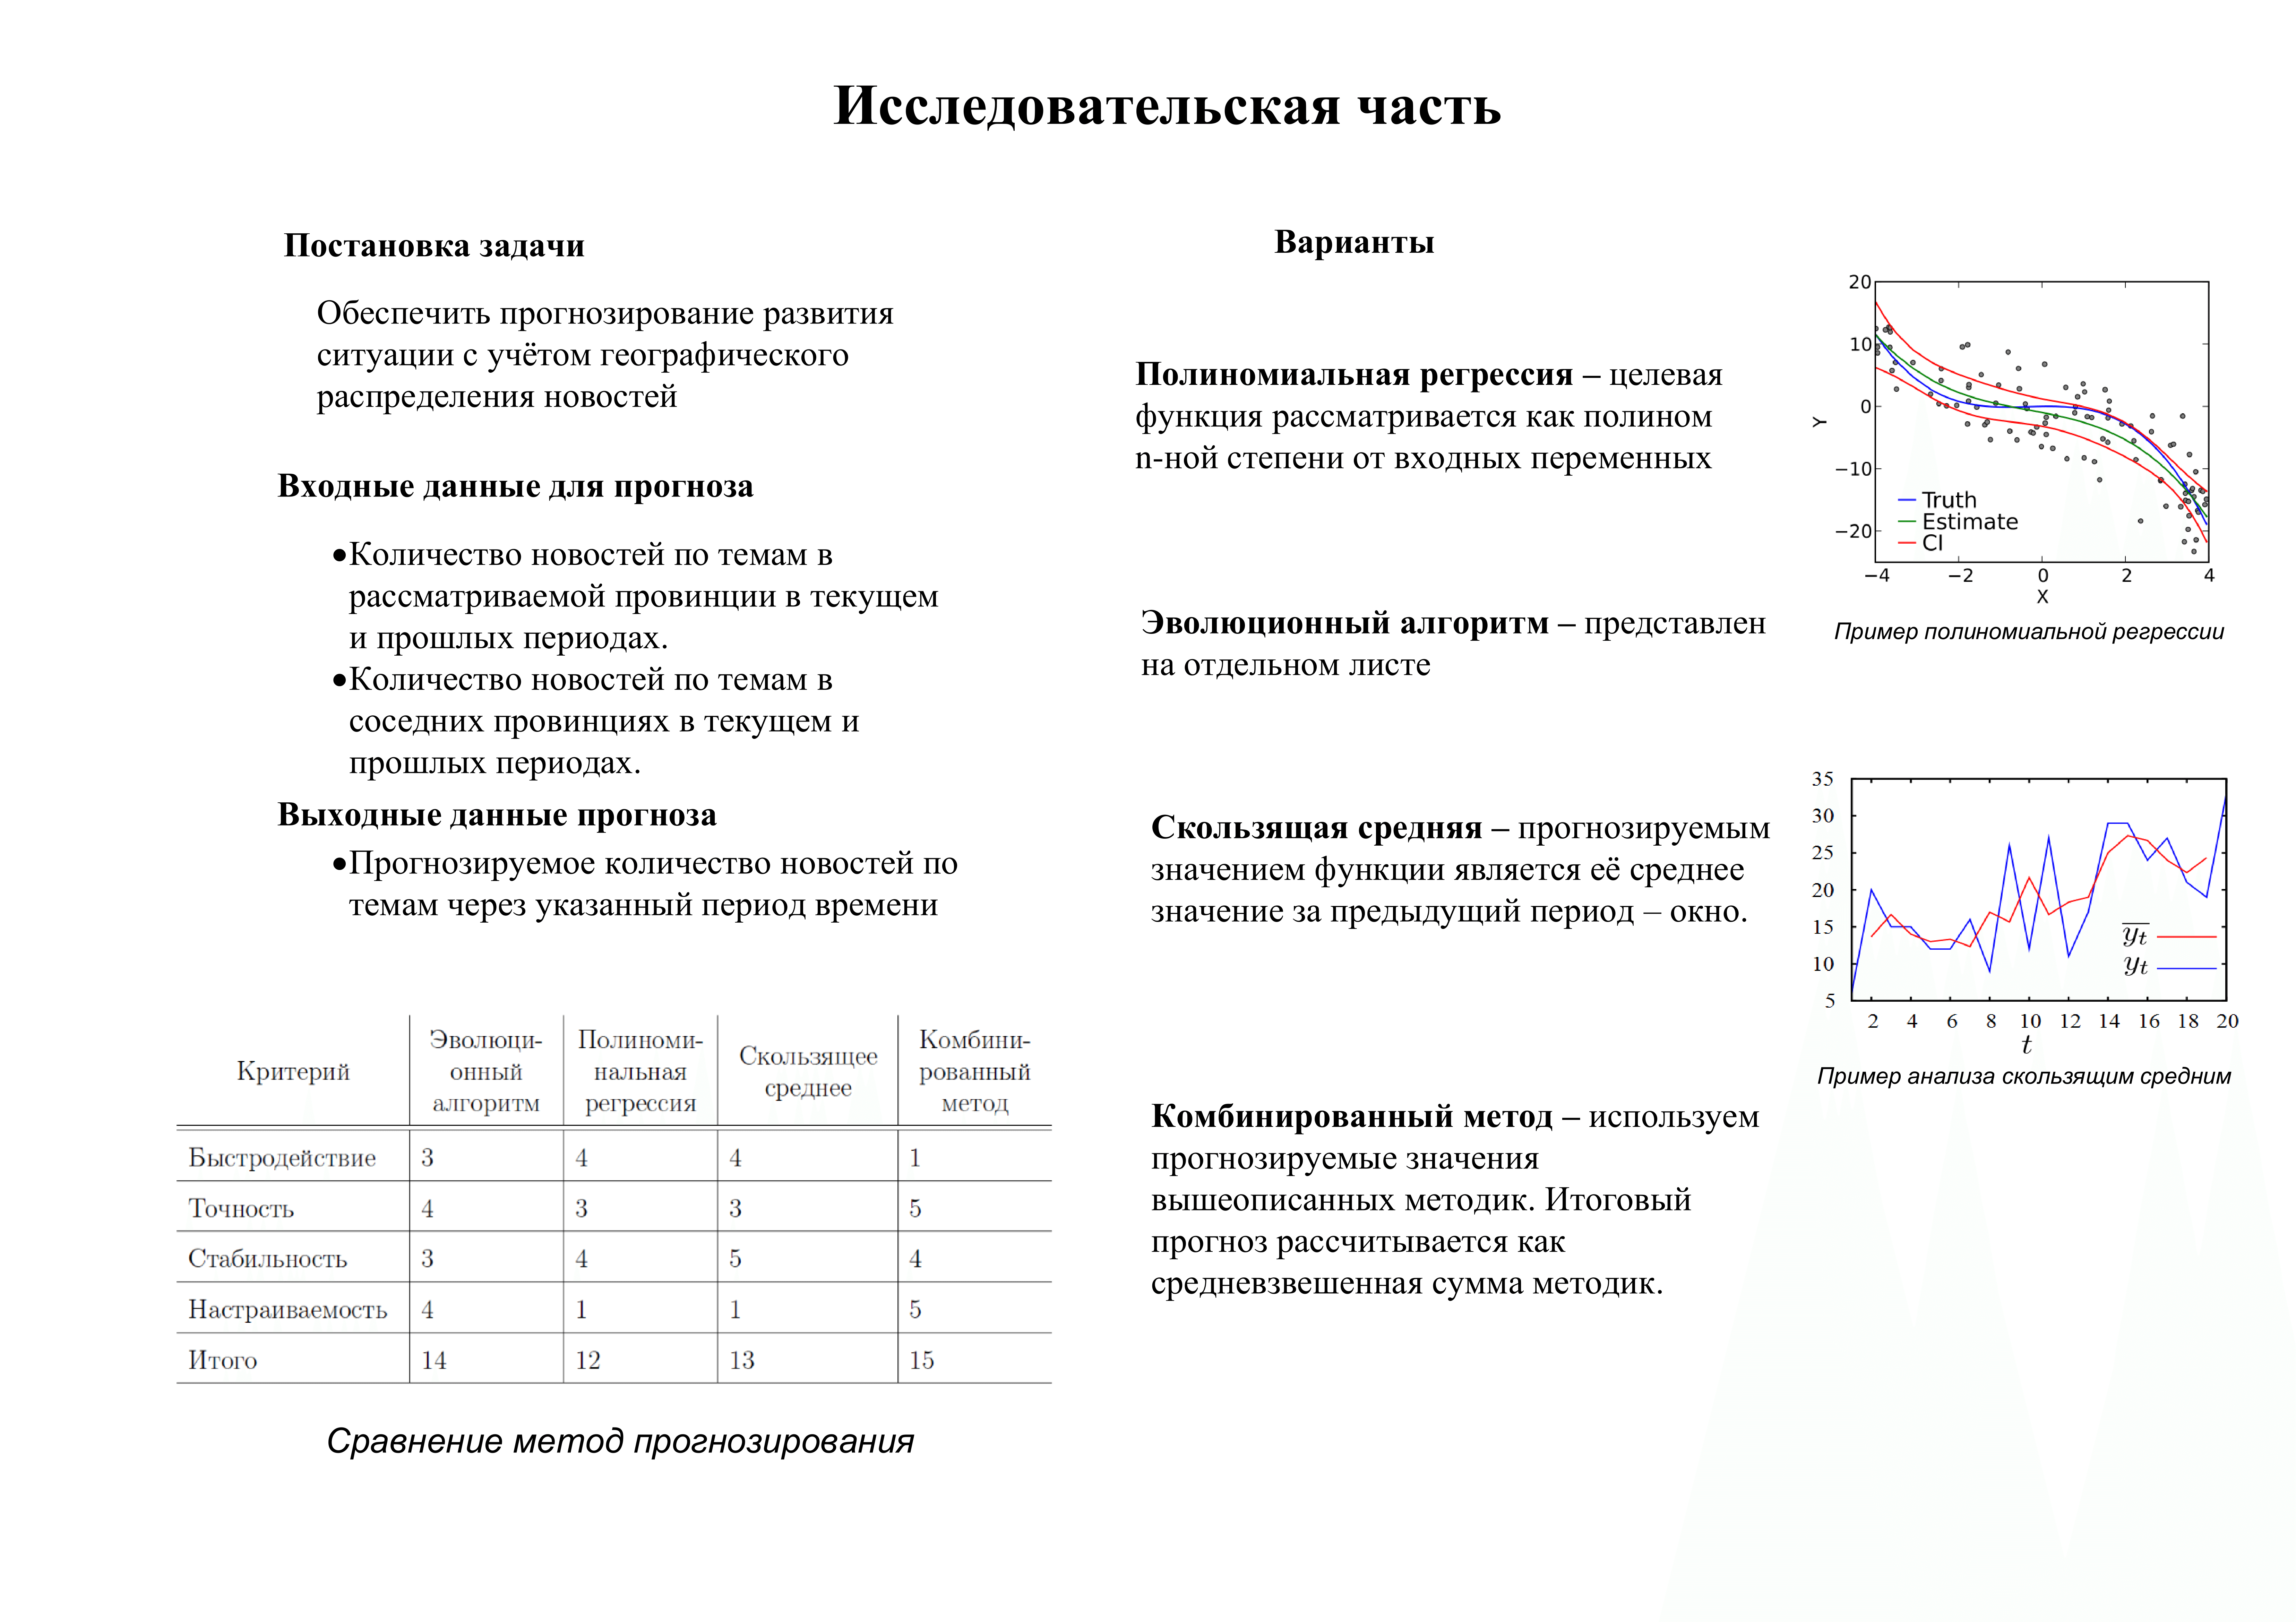 Исследовательская часть
Постановка задачи
Обеспечить прогнозирование развития
ситуации с учётом географического
распределения новостей
Входные данные для прогноза
•Количество новостей по темам в
рассматриваемой провинции в текущем
и прошлых периодах.
•Количество новостей по темам в
соседних провинциях в текущем и
прошлых периодах.
Выходные данные прогноза
•Прогнозируемое количество новостей по
темам через указанный период времени
Критерий | Эволюци-онный алгоритм | Полиноми-нальная регрессия | Скользящее среднее | Комбини-рованный метод
Быстродействие 3 4 4 1
Точность 4 3 3 5
Стабильность 3 4 5 4
Настраиваемость 4 1 1 5
Итого 14 12 13 15
Сравнение метод прогнозирования
Варианты
Полиномиальная регрессия – целевая
функция рассматривается как полином
n-ной степени от входных переменных
Эволюционный алгоритм – представлен
на отдельном листе
Скользящая средняя – прогнозируемым
значением функции является её среднее
значение за предыдущий период – окно.
Комбинированный метод – используем
прогнозируемые значения
вышеописанных методик. Итоговый
прогноз рассчитывается как
средневзвешенная сумма методик.
20
10
0
−10
−20
Y
Truth
Estimate
CI
−4 −2 0 2 4
X
Пример полиномиальной регрессии
35
30
25
20
15
10
5
y̅t
yt
2 4 6 8 10 12 14 16 18 20
t
Пример анализа скользящим средним